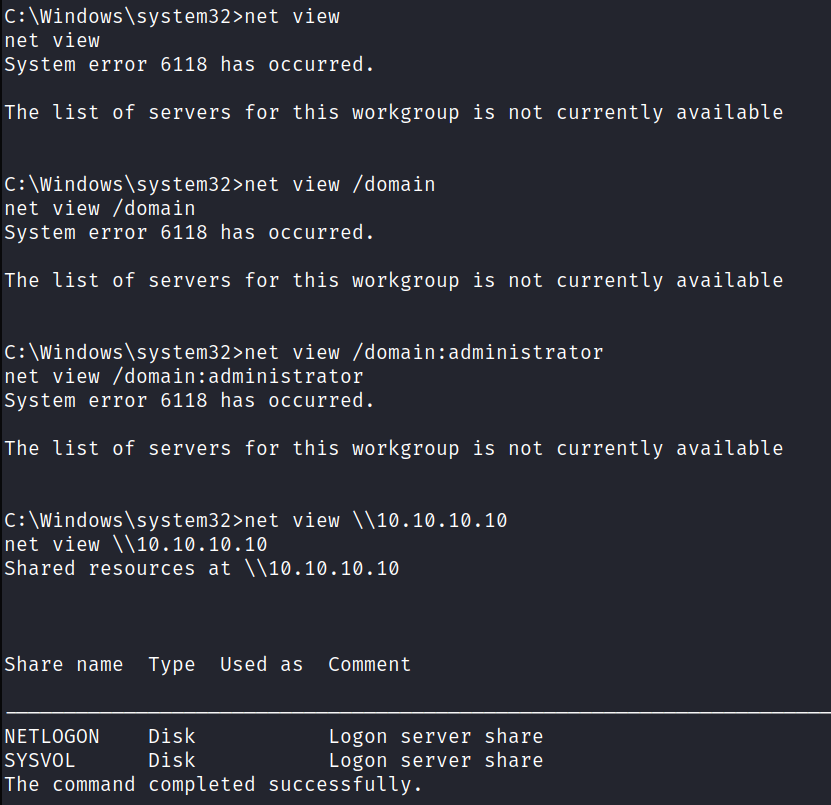 C:\Windows\system32>net view
net view
System error 6118 has occurred.
The list of servers for this workgroup is not currently available
C:\Windows\system32>net view /domain
net view /domain
System error 6118 has occurred.
The list of servers for this workgroup is not currently available
C:\Windows\system32>net view /domain:administrator
net view /domain:administrator
System error 6118 has occurred.
The list of servers for this workgroup is not currently available
C:\Windows\system32>net view \\10.10.10.10
net view \\10.10.10.10
Shared resources at \\10.10.10.10
Share name  Type  Used as  Comment
NETLOGON    Disk           Logon server share
SYSVOL      Disk           Logon server share
The command completed successfully.